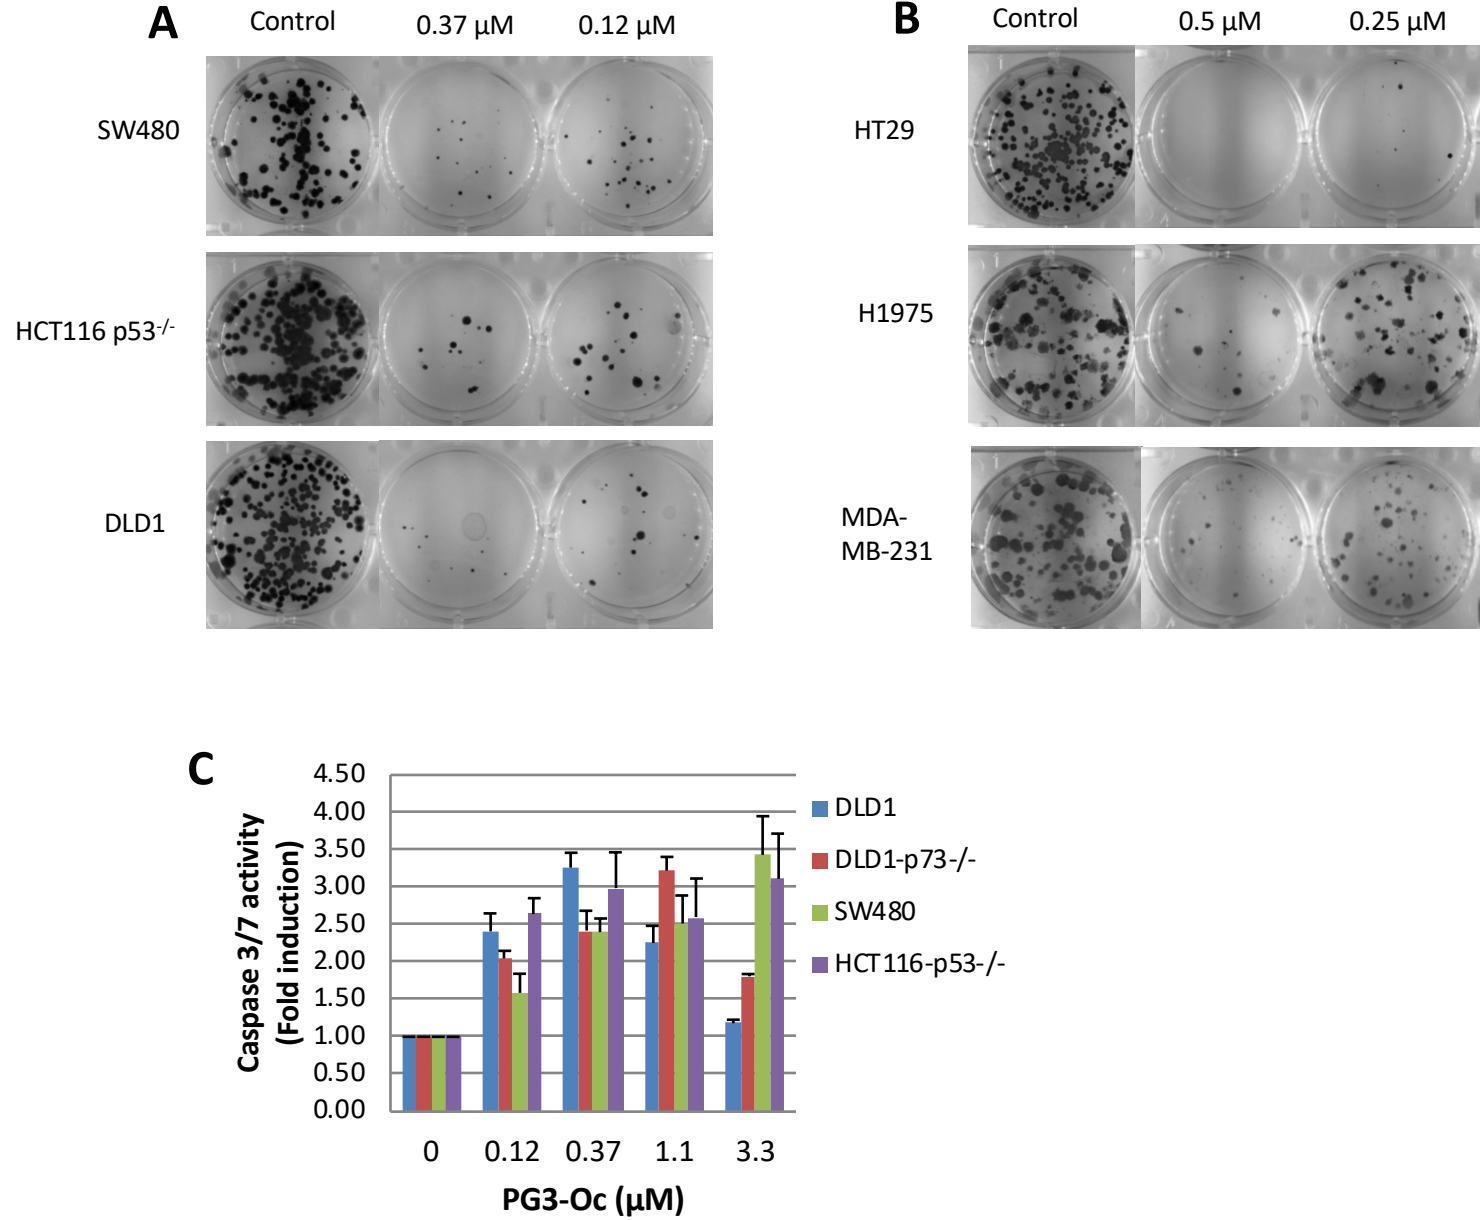 A
Control
0.37 µM
0.12 µM
SW480
HCT116 p53-/-
DLD1
B
Control
0.5 µM
0.25 µM
HT29
H1975
MDA-
MB-231
C
Caspase 3/7 activity
(Fold induction)
4.50
4.00
3.50
3.00
2.50
2.00
1.50
1.00
0.50
0.00
0
0.12
0.37
1.1
3.3
PG3-Oc (µM)
DLD1
DLD1-p73-/-
SW480
HCT116-p53-/-